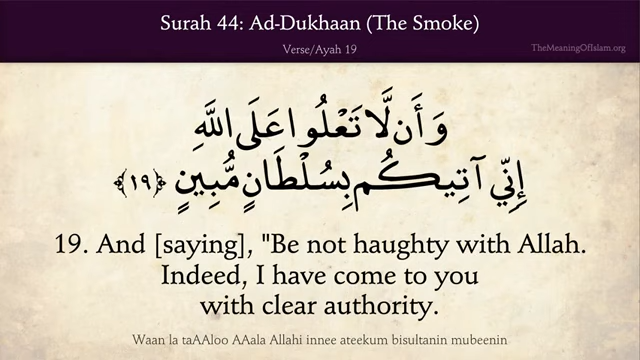 Surah 44: Ad-Dukhaan (The Smoke)
Verse/Ayah 19
TheMeaningOfIslam.org
وَأَن لَّا تَعْلُوا عَلَى اللَّهِ
إِنِّي آتِيكُم بِسُلْطَانٍ مُّبِينٍ ﴿١٩﴾
19. And [saying], "Be not haughty with Allah.
Indeed, I have come to you
with clear authority.
Waan la taAAloo AAala Allahi innee ateekum bisultanin mubeenin